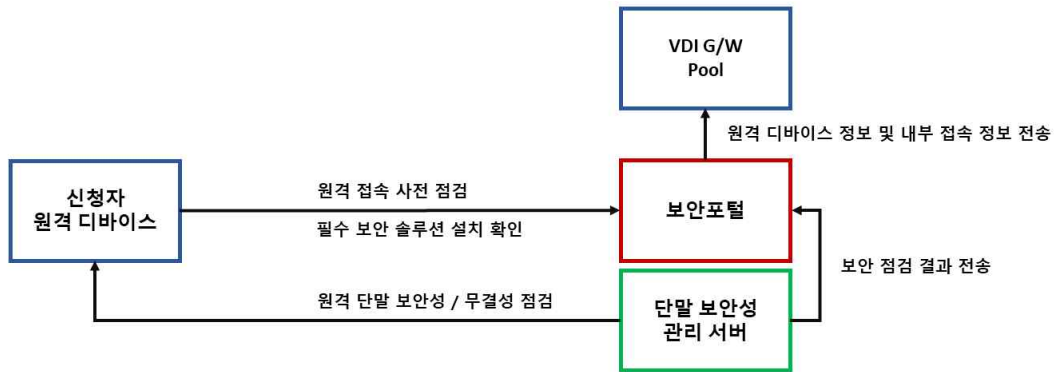 VDI G/W
Pool
원격 디바이스 정보 및 내부 접속 정보 전송
신청자
원격 디바이스
원격 접속 사전 점검
필수 보안 솔루션 설치 확인
보안포털
보안 점검 결과 전송
원격 단말 보안성 / 무결성 점검
단말 보안성
관리 서버